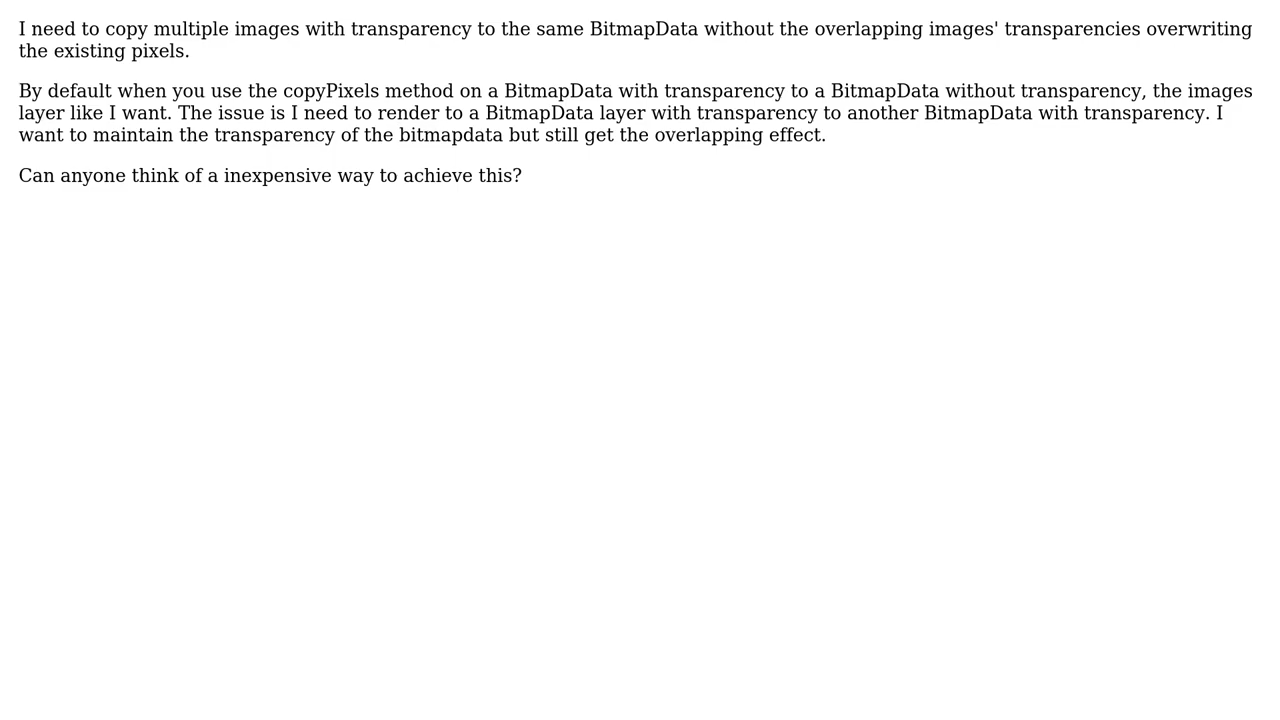 I need to copy multiple images with transparency to the same BitmapData without the overlapping images' transparencies overwriting
the existing pixels.
By default when you use the copyPixels method on a BitmapData with transparency to a BitmapData without transparency, the images
layer like I want. The issue is I need to render to a BitmapData layer with transparency to another BitmapData with transparency. I
want to maintain the transparency of the bitmapdata but still get the overlapping effect.
Can anyone think of a inexpensive way to achieve this?